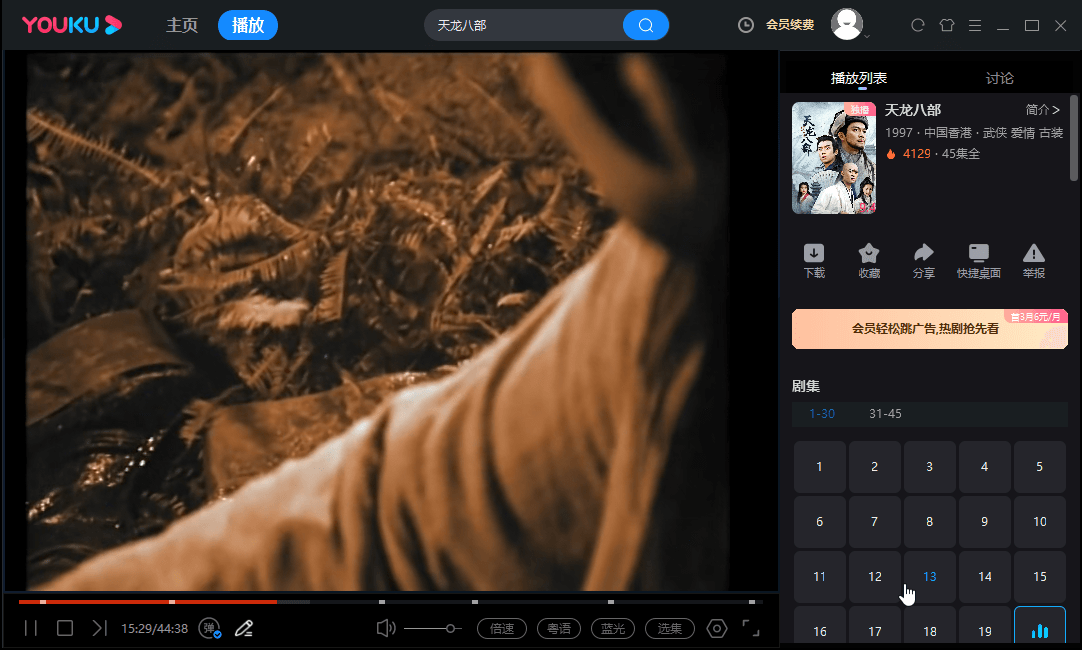 YOUKU
主页
播放
天龙八部
会员续费
播放列表
讨论
独播
天龙八部
天龙八部
简介 >
1997 · 中国香港 · 武侠 爱情 古装
4129 · 45集全
下载
收藏
分享
快捷桌面
举报
首3月6元/月
会员轻松跳广告,热剧抢先看
剧集
1-30
31-45
1
2
3
4
5
6
7
8
9
10
11
12
13
14
15
16
17
18
19
15:29/44:38
弹
倍速
粤语
蓝光
选集